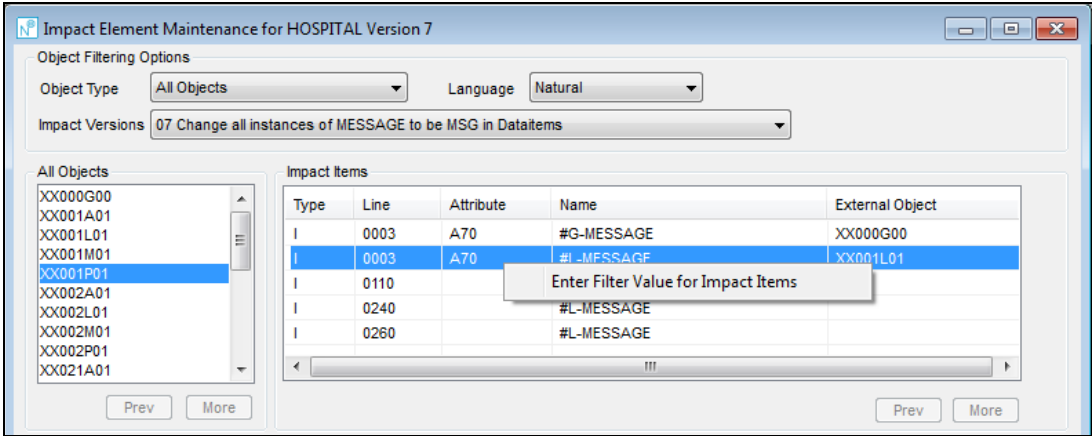 Impact Element Maintenance for HOSPITAL Version 7
Object Filtering Options
Object Type All Objects Language Natural
Impact Versions 07 Change all instances of MESSAGE to be MSG in Dataitems
All Objects
XX000G00
XX001A01
XX001L01
XX001M01
XX001P01
XX002A01
XX002L01
XX002M01
XX002P01
XX021A01
Prev More
Impact Items
Type Line Attribute Name External Object
I 0003 A70 #G-MESSAGE XX000G00
I 0003 A70 #L-MESSAGE XX001L01
Enter Filter Value for Impact Items
I 0110
I 0240 #L-MESSAGE
I 0260 #L-MESSAGE
Prev More